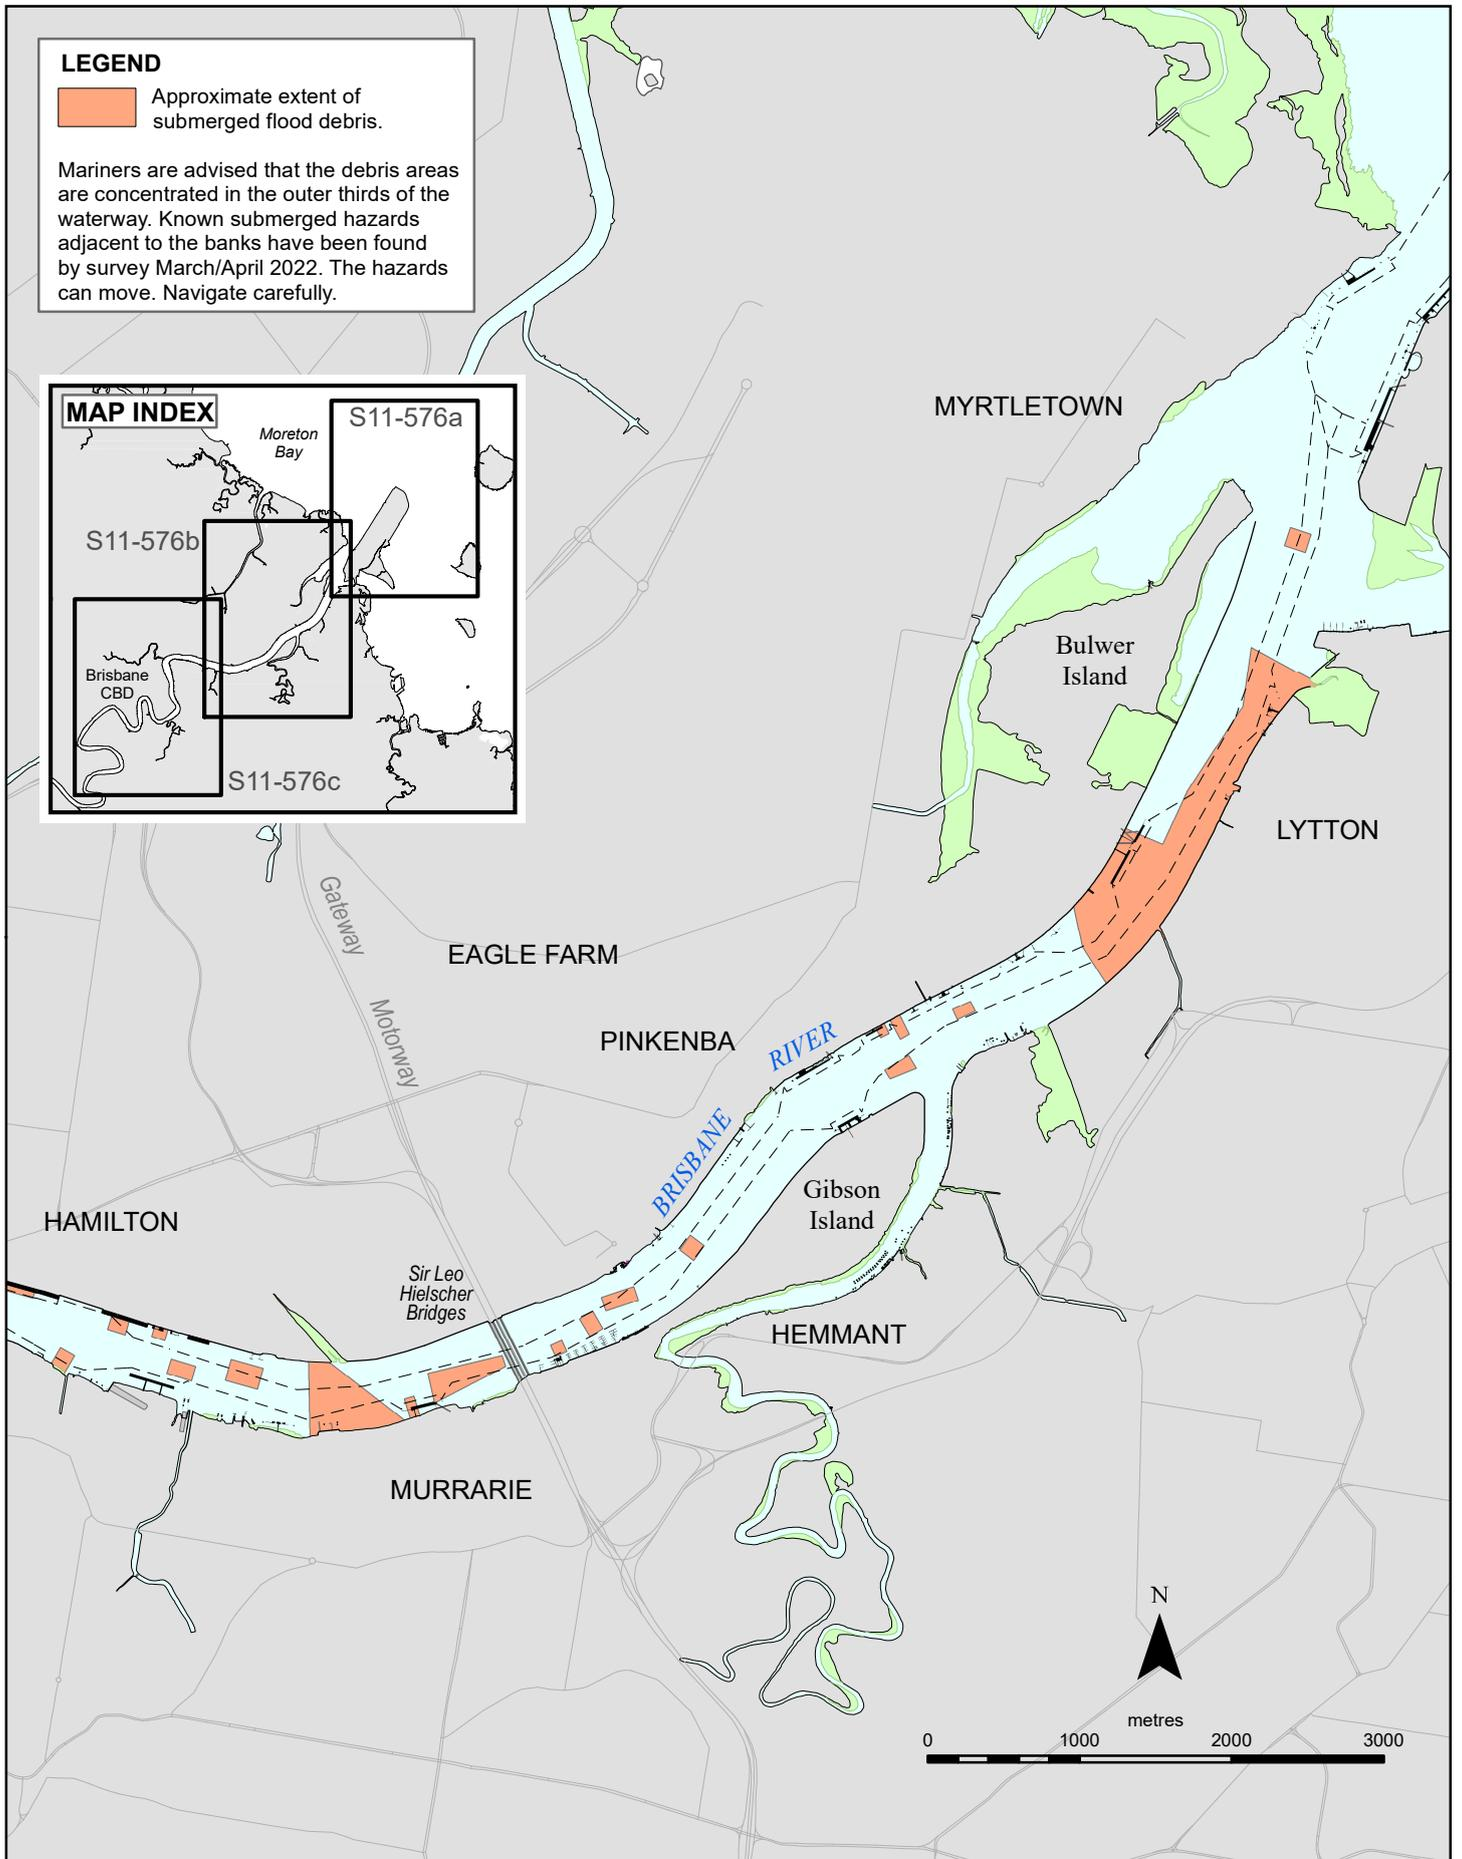 LEGEND
Approximate extent of
submerged flood debris.
Mariners are advised that the debris areas
are concentrated in the outer thirds of the
waterway. Known submerged hazards
adjacent to the banks have been found
by survey March/April 2022. The hazards
can move. Navigate carefully.
MAP INDEX
S11-576a
Moreton
Bay
S11-576b
Brisbane
CBD
S11-576c
MYRTLETOWN
Bulwer
Island
LYTTON
Gateway
Motorway
EAGLE FARM
PINKENBA
BRISBANE RIVER
Gibson
Island
HAMILTON
Sir Leo
Hielscher
Bridges
HEMMANT
MURRARIE
N
metres
0 1000 2000 3000